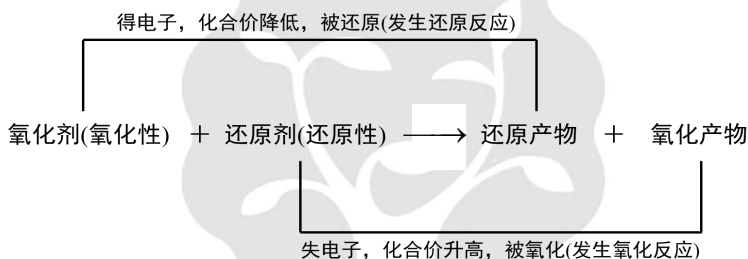 得电子，化合价降低，被还原(发生还原反应)
氧化剂(氧化性) + 还原剂(还原性) ⟶ 还原产物 + 氧化产物
失电子，化合价升高，被氧化(发生氧化反应)